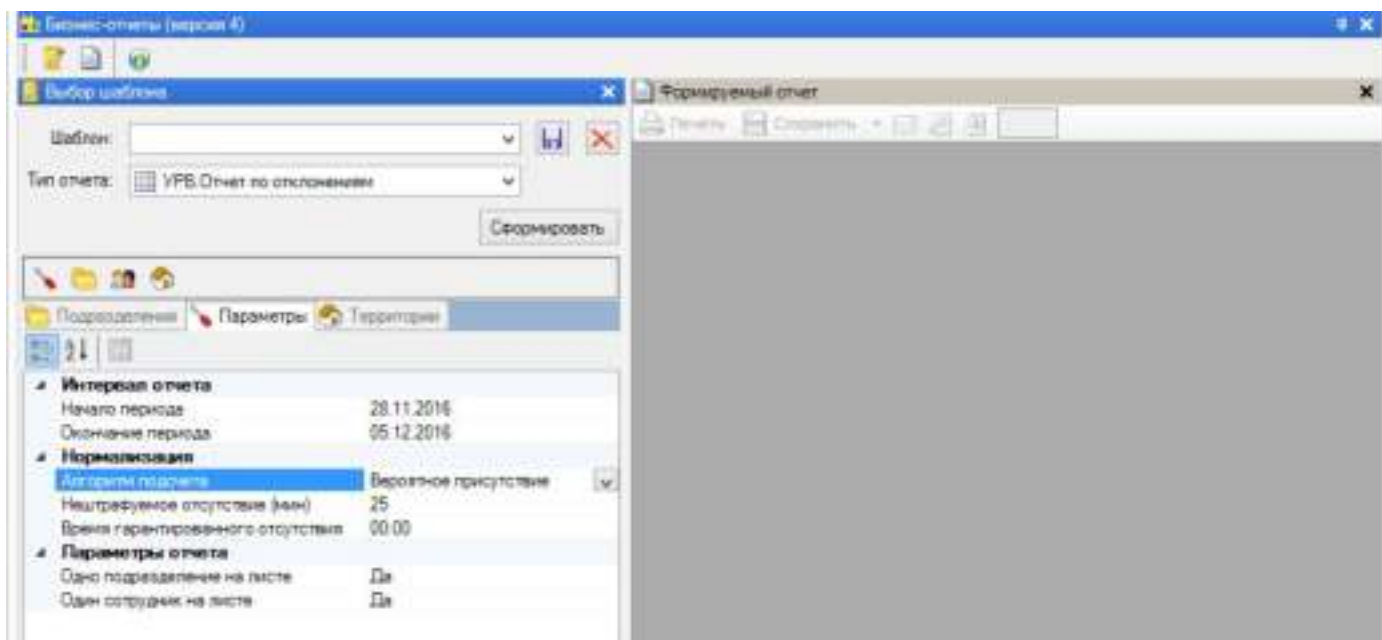 Бизнес-отчеты (версия 4)
Выбор шаблона
Шаблон:
Тип отчета: УРВ.Отчет по отклонениям
Сформировать
Подразделения Параметры Территории
Интервал отчета
Начало периода 28.11.2016
Окончание периода 05.12.2016
Нормализация
Алгоритм подсчета Вероятное присутствие
Нештрафуемое отсутствие (мин) 25
Время гарантированного отсутствия 00:00
Параметры отчета
Одно подразделение на листе Да
Один сотрудник на листе Да
Формируемый отчет
Печать Сохранить